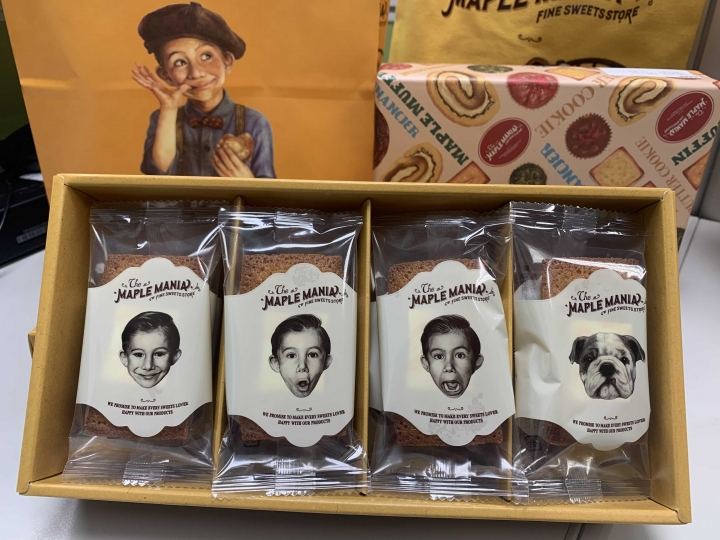 MAPLE MANIA
FINE SWEETS STORE
MAPLE MUFFIN
The
MAPLE MANIA
FINE SWEETS STORE
WE PROMISE TO MAKE EVERY SWEETS LOVER
HAPPY WITH OUR PRODUCTS
The
MAPLE MANIA
FINE SWEETS STORE
WE PROMISE TO MAKE EVERY SWEETS LOVER
HAPPY WITH OUR PRODUCTS
The
MAPLE MANIA
FINE SWEETS STORE
WE PROMISE TO MAKE EVERY SWEETS LOVER
HAPPY WITH OUR PRODUCTS
The
MAPLE MANIA
FINE SWEETS STORE
WE PROMISE TO MAKE EVERY SWEETS LOVER
HAPPY WITH OUR PRODUCTS